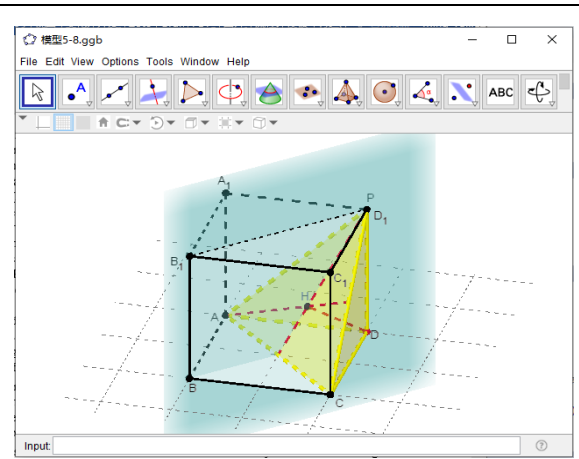 模型5-8.ggb
File Edit View Options Tools Window Help
A
ABC
A₁
P
D₁
B₁
C₁
H
A
D
B
C
Input: